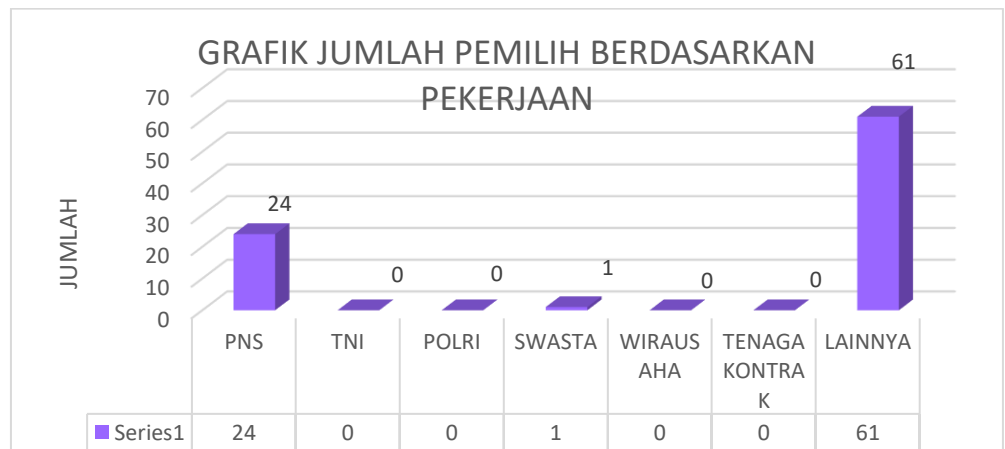 GRAFIK JUMLAH PEMILIH BERDASARKAN
PEKERJAAN
JUMLAH
70
60
50
40
30
20
10
0
24
0
0
1
0
0
61
PNS
TNI
POLRI
SWASTA
WIRAUS
AHA
TENAGA
KONTRA
K
LAINNYA
Series1 24 0 0 1 0 0 61